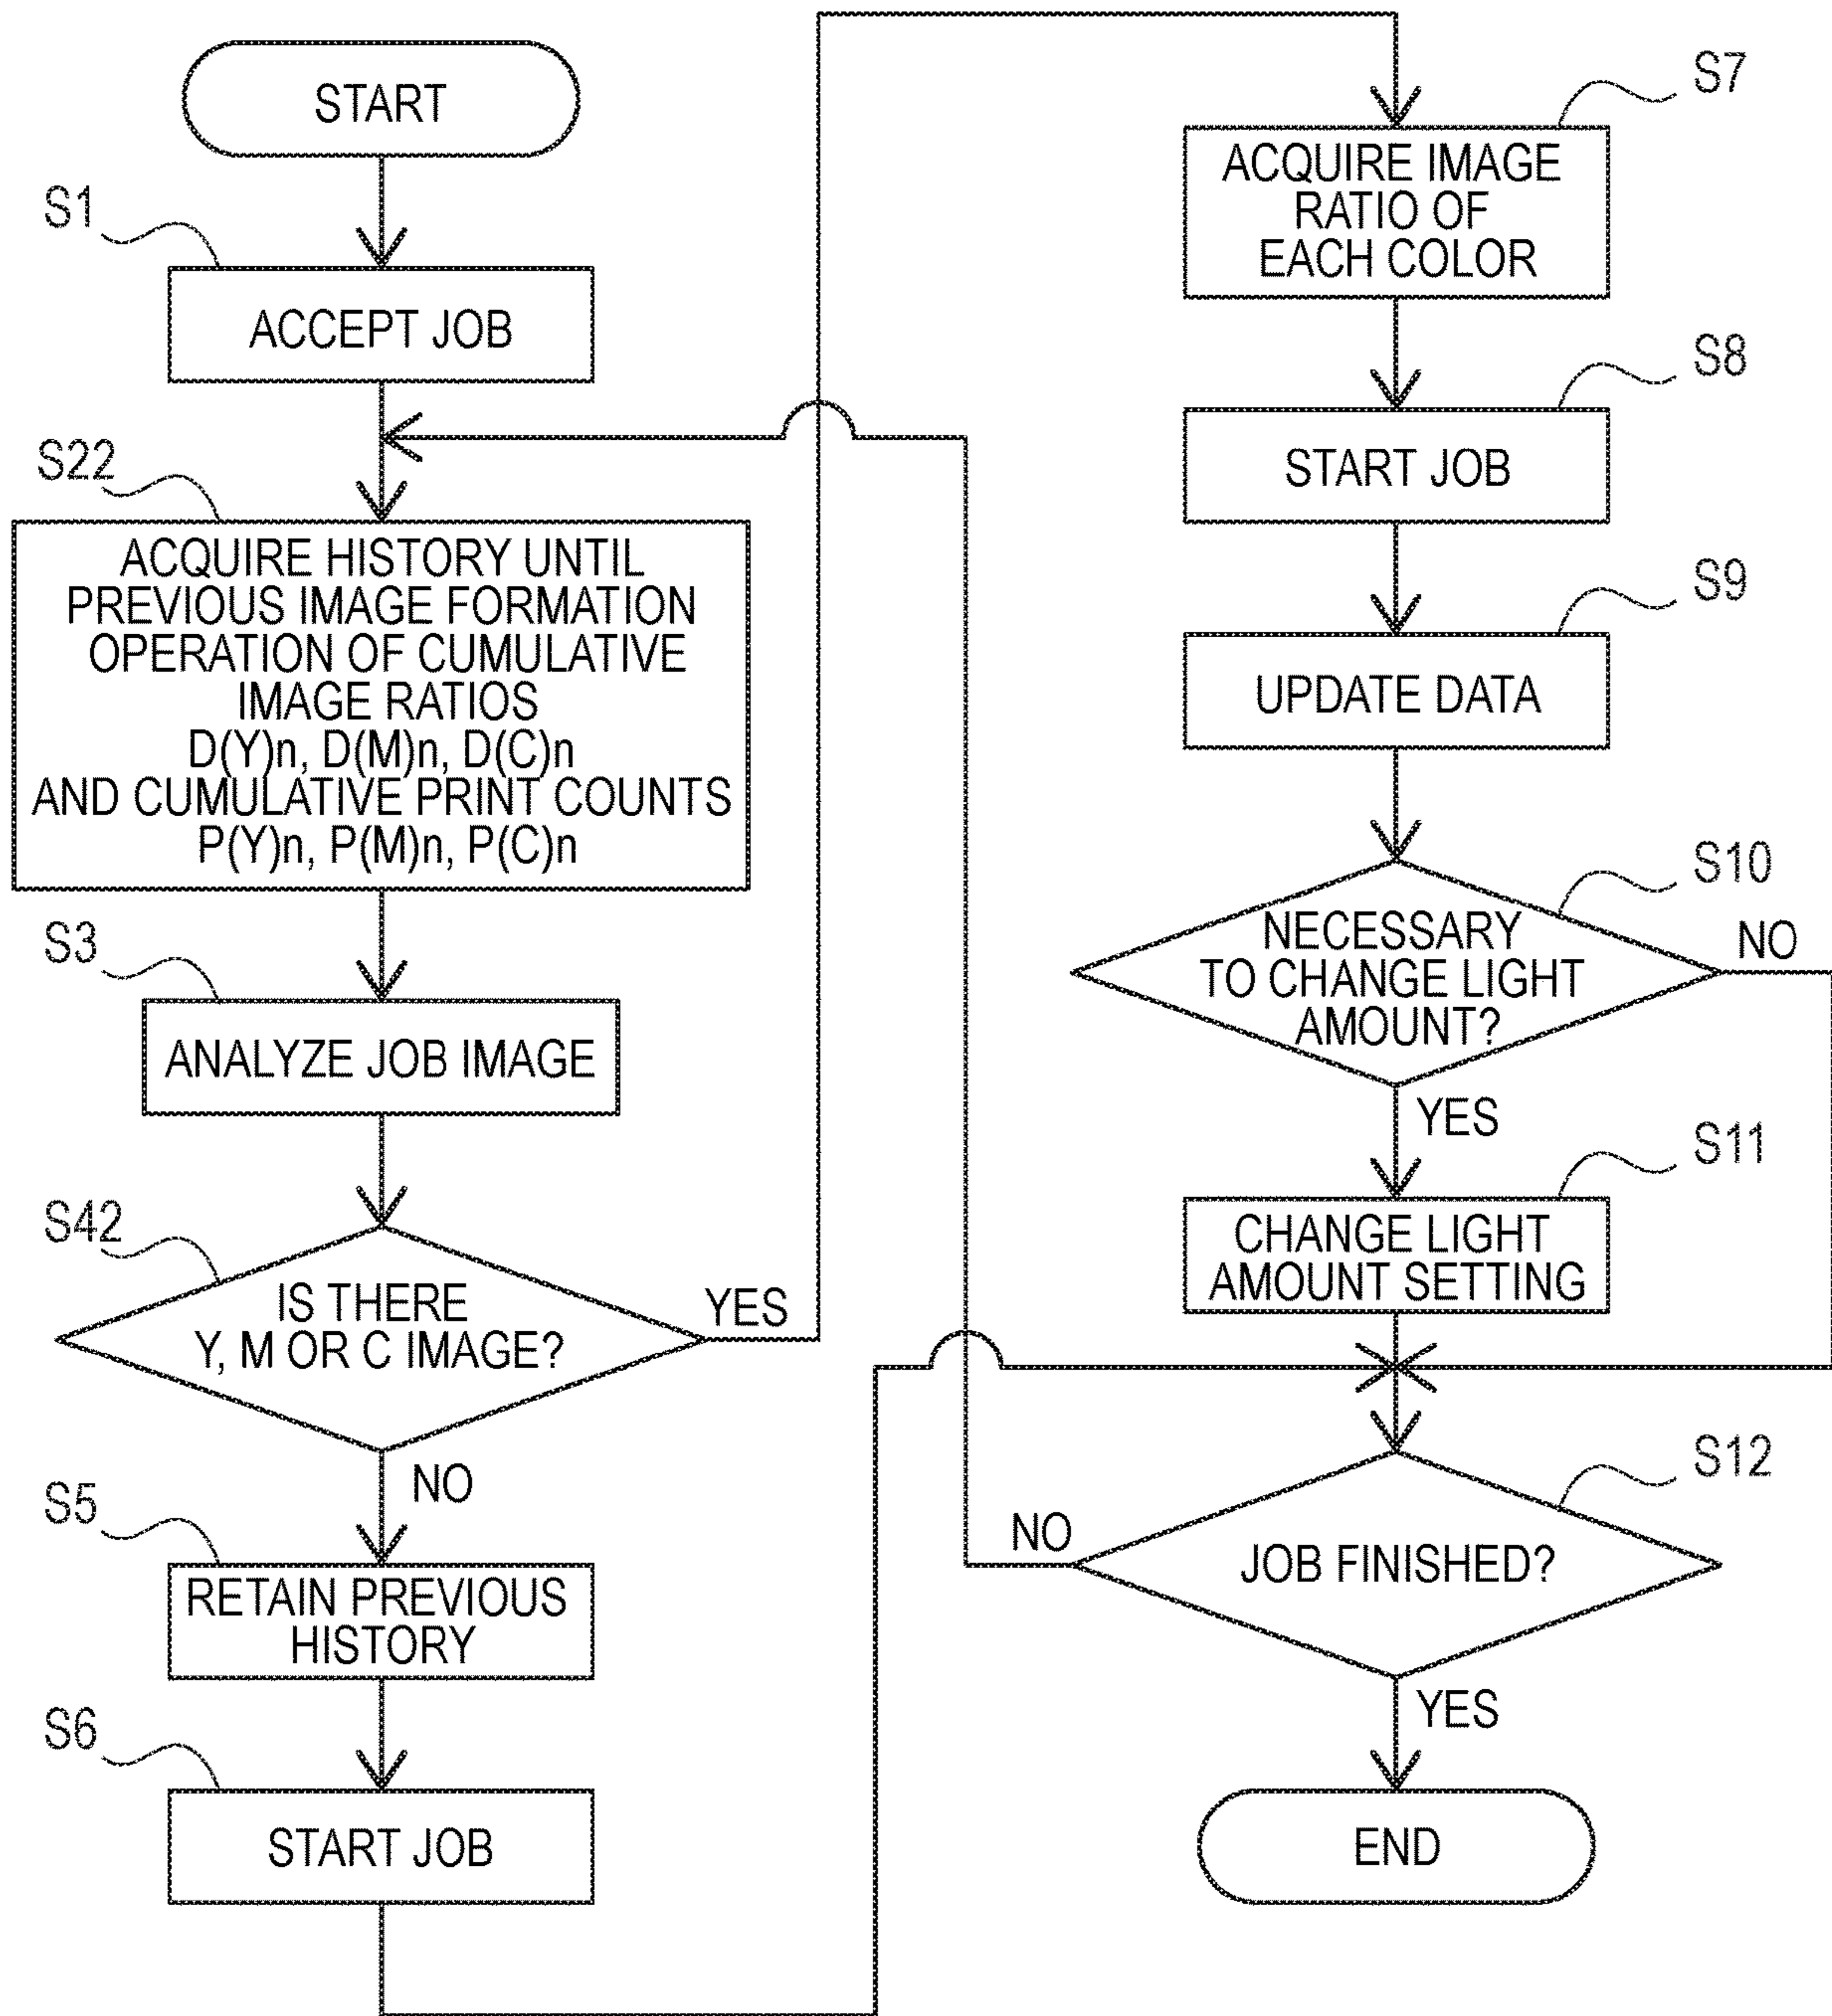 START
S1
ACCEPT JOB
S22
ACQUIRE HISTORY UNTIL
PREVIOUS IMAGE FORMATION
OPERATION OF CUMULATIVE
IMAGE RATIOS
D(Y)n, D(M)n, D(C)n
AND CUMULATIVE PRINT COUNTS
P(Y)n, P(M)n, P(C)n
S3
ANALYZE JOB IMAGE
S42
IS THERE
Y, M OR C IMAGE?
YES
NO
S5
RETAIN PREVIOUS
HISTORY
S6
START JOB
S7
ACQUIRE IMAGE
RATIO OF
EACH COLOR
S8
START JOB
S9
UPDATE DATA
S10
NECESSARY
TO CHANGE LIGHT
AMOUNT?
NO
YES
S11
CHANGE LIGHT
AMOUNT SETTING
S12
NO
JOB FINISHED?
YES
END